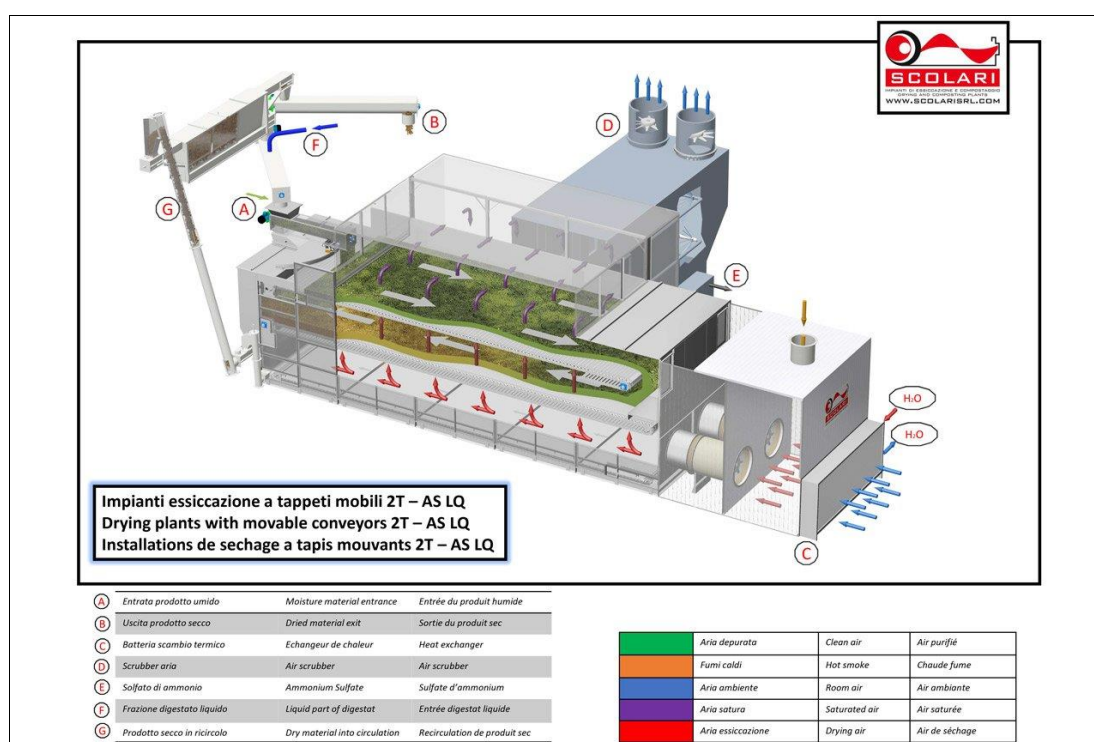 SCOLARI
IMPIANTI DI ESSICCAZIONE E COMPOSTAGGIO
DRYING AND COMPOSTING PLANTS
WWW.SCOLARISRL.COM
D
B
F
G
A
E
H₂O
H₂O
C
Impianti essiccazione a tappeti mobili 2T – AS LQ
Drying plants with movable conveyors 2T – AS LQ
Installations de sechage a tapis mouvants 2T – AS LQ
A Entrata prodotto umido Moisture material entrance Entrée du produit humide
B Uscita prodotto secco Dried material exit Sortie du produit sec
C Batteria scambio termico Echangeur de chaleur Heat exchanger
D Scrubber aria Air scrubber Air scrubber
E Solfato di ammonio Ammonium Sulfate Sulfate d'ammonium
F Frazione digestato liquido Liquid part of digestat Entrée digestat liquide
G Prodotto secco in ricircolo Dry material into circulation Recirculation de produit sec
Aria depurata Clean air Air purifié
Fumi caldi Hot smoke Chaude fume
Aria ambiente Room air Air ambiante
Aria satura Saturated air Air saturée
Aria essiccazione Drying air Air de séchage